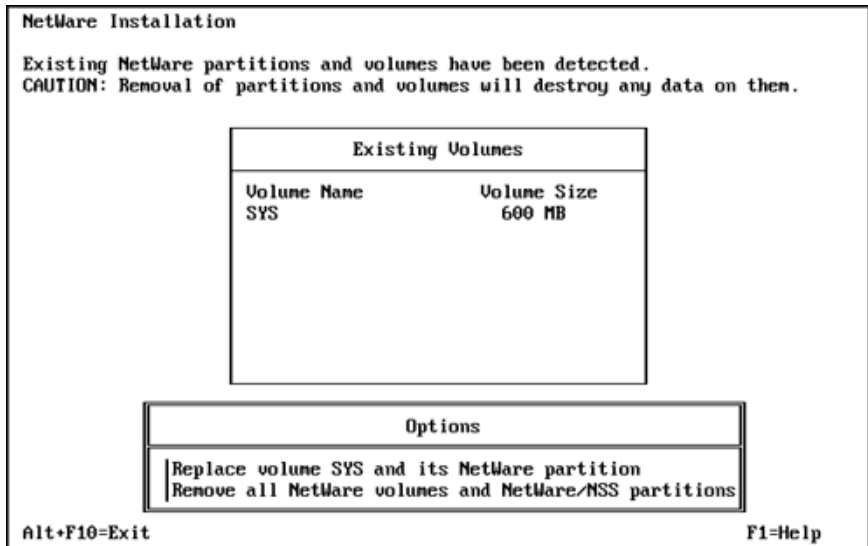 NetWare Installation
Existing NetWare partitions and volumes have been detected.
CAUTION: Removal of partitions and volumes will destroy any data on them.
Existing Volumes
Volume Name Volume Size
SYS 600 MB
Options
Replace volume SYS and its NetWare partition
Remove all NetWare volumes and NetWare/NSS partitions
Alt+F10=Exit F1=Help